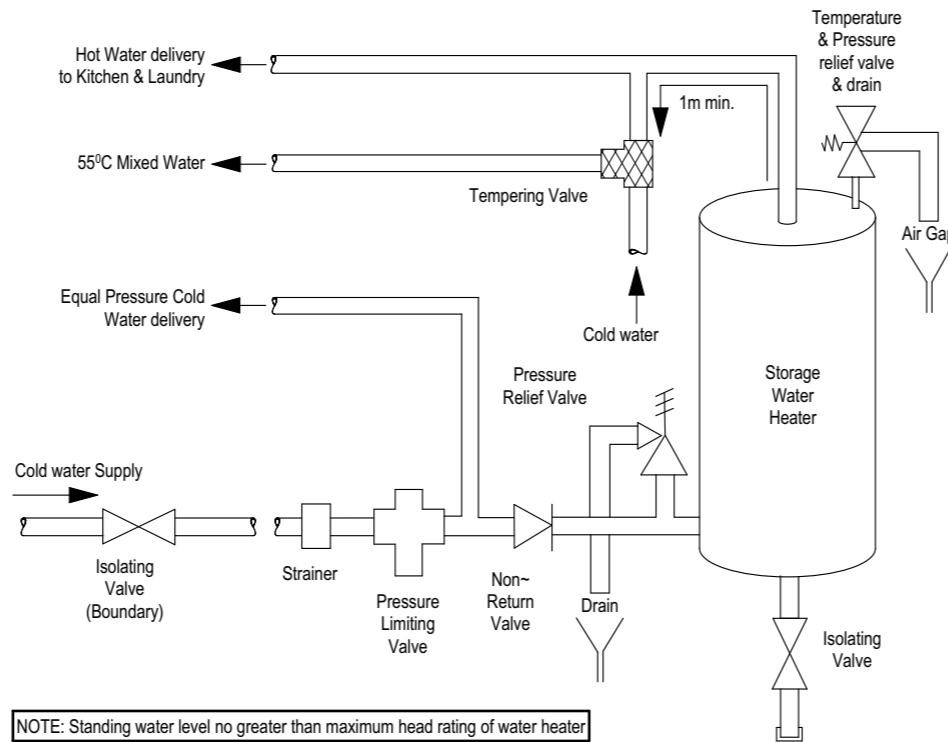 Temperature
& Pressure
relief valve
& drain
Hot Water delivery
to Kitchen & Laundry
1m min.
55⁰C Mixed Water
Tempering Valve
Air Gap
Equal Pressure Cold
Water delivery
Cold water
Pressure
Relief Valve
Storage
Water
Heater
Cold water Supply
Isolating
Valve
(Boundary)
Strainer
Pressure
Limiting
Valve
Non~
Return
Valve
Drain
Isolating
Valve
NOTE: Standing water level no greater than maximum head rating of water heater